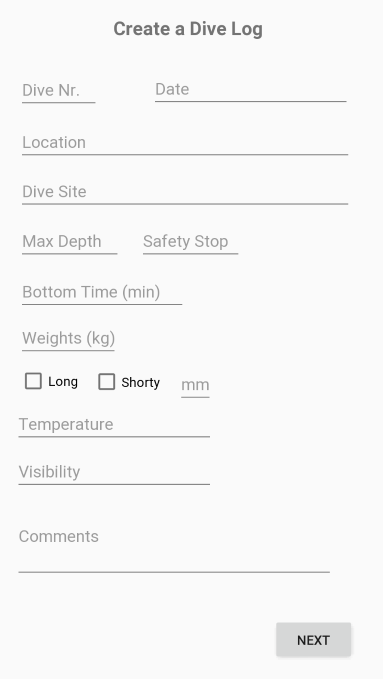 Create a Dive Log
Dive Nr. Date
Location
Dive Site
Max Depth Safety Stop
Bottom Time (min)
Weights (kg)
Long Shorty mm
Temperature
Visibility
Comments
NEXT